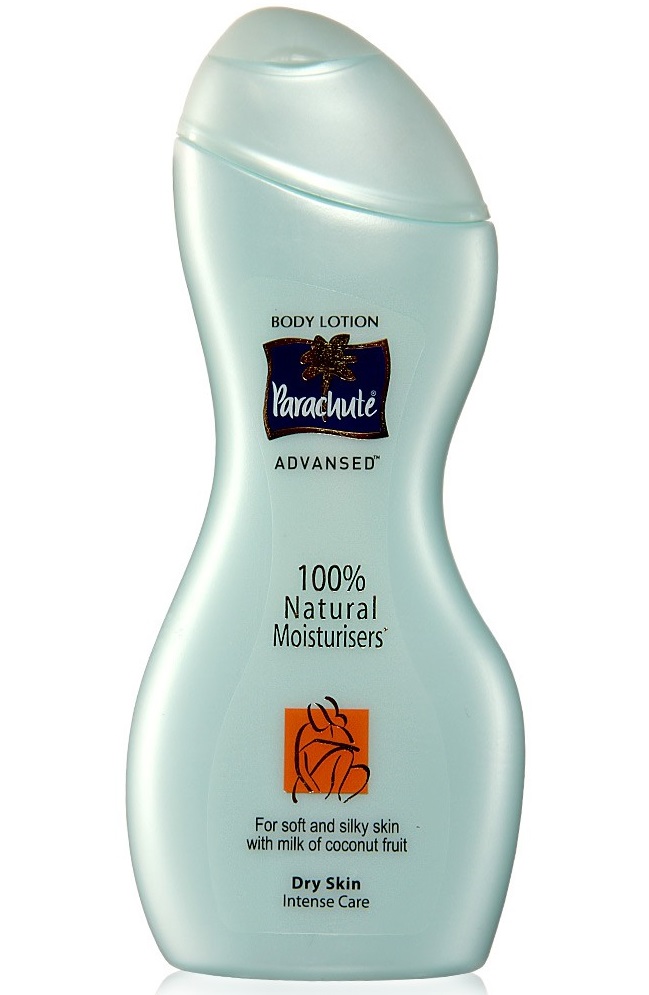 BODY LOTION
Parachute®
ADVANSED™
100%
Natural
Moisturisers*
For soft and silky skin
with milk of coconut fruit
Dry Skin
Intense Care